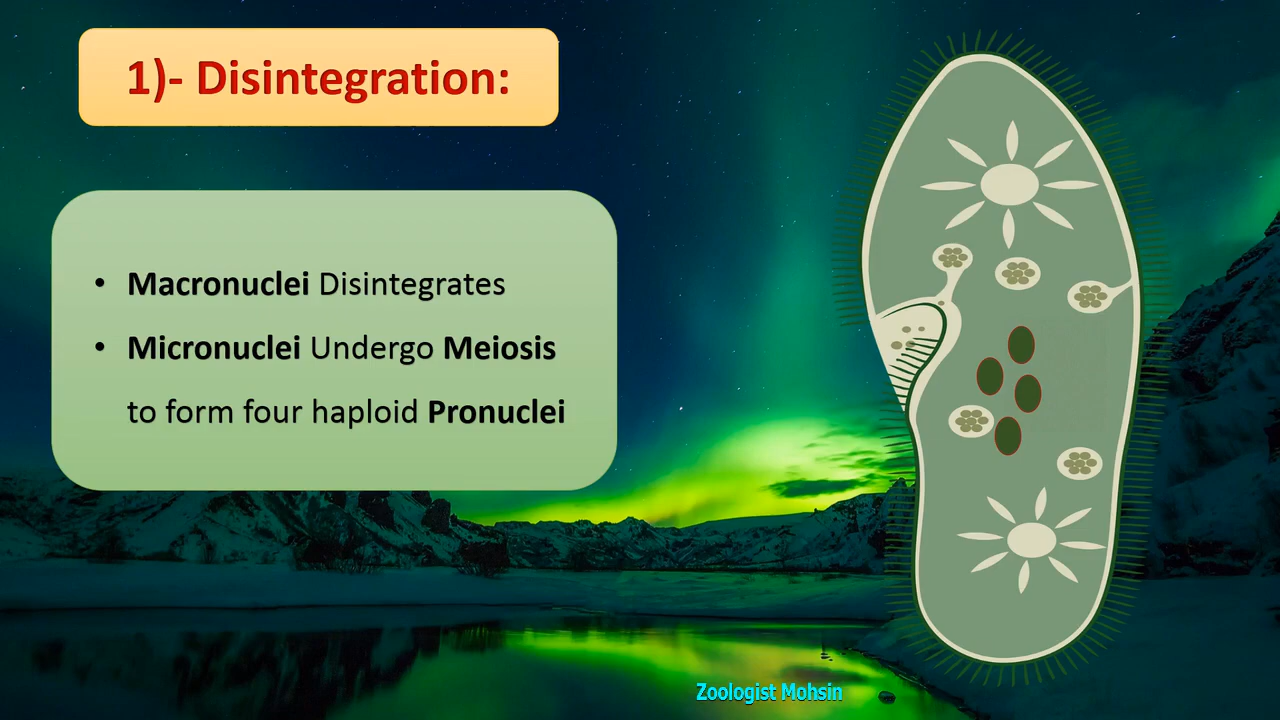 1)- Disintegration:
• Macronuclei Disintegrates
• Micronuclei Undergo Meiosis
to form four haploid Pronuclei
Zoologist Mohsin